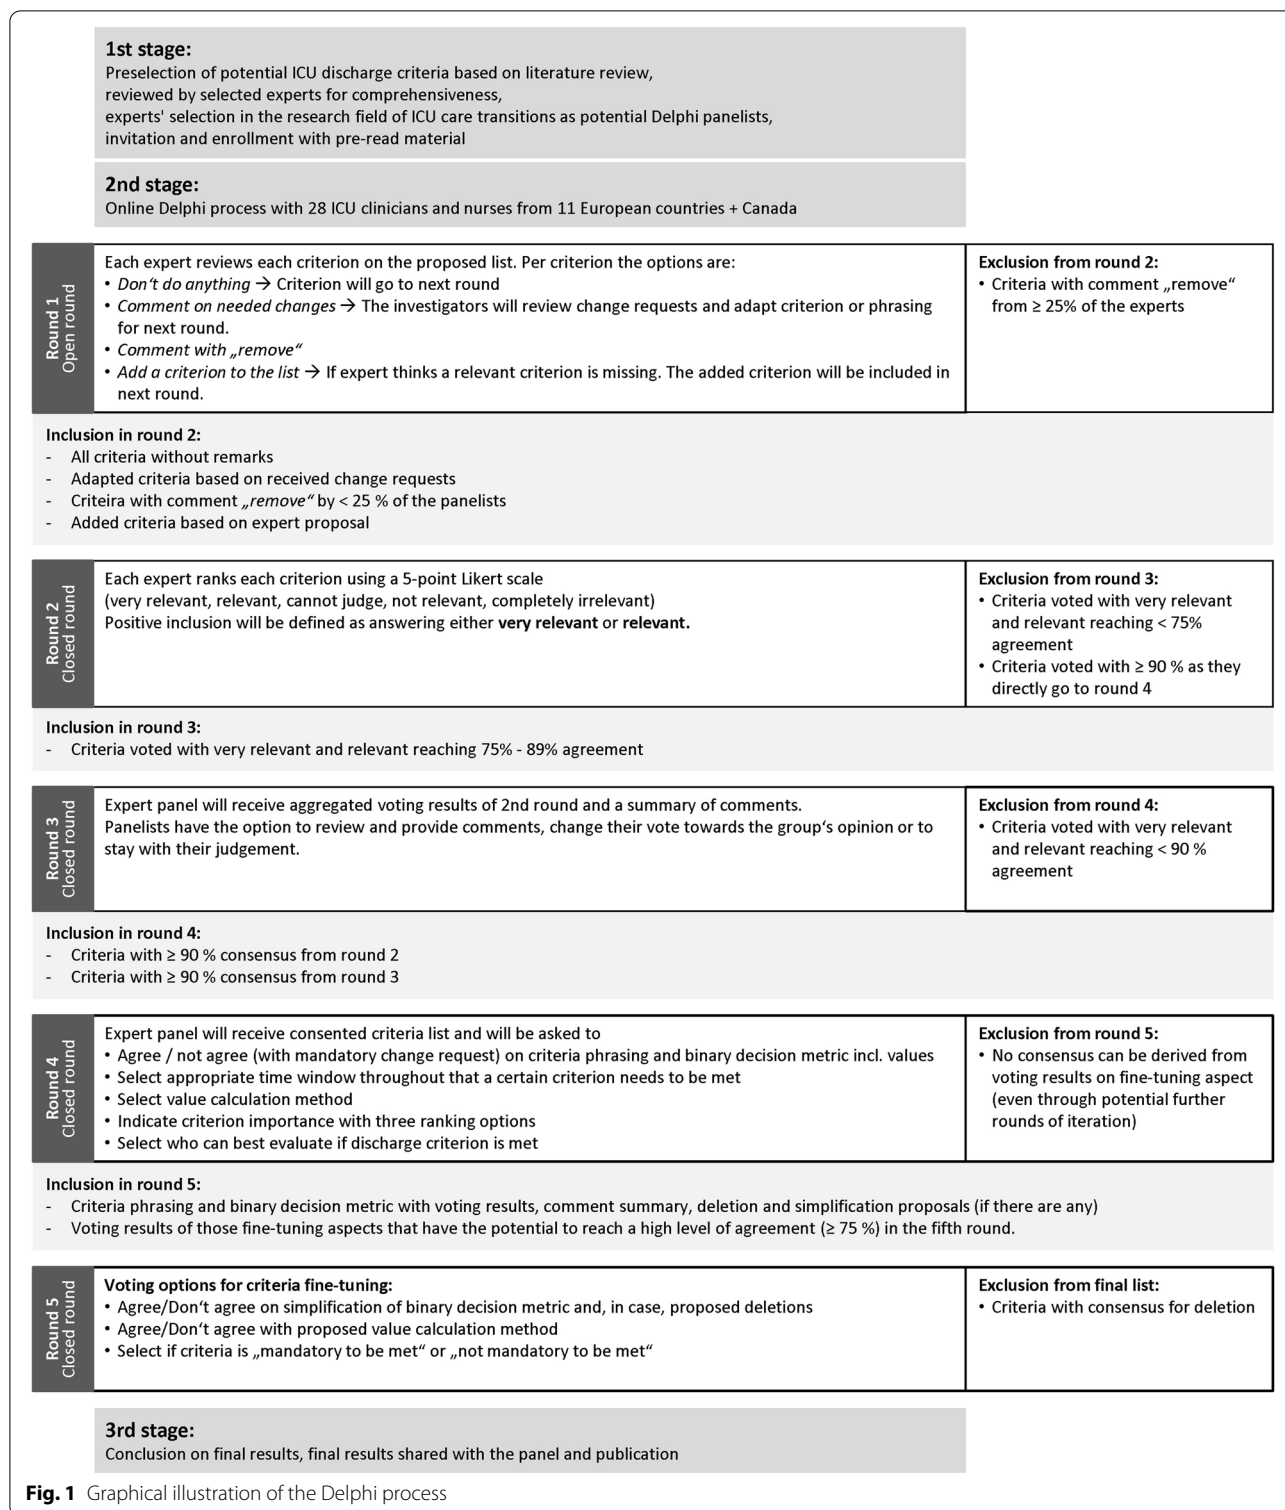 1st stage:
Preselection of potential ICU discharge criteria based on literature review,
reviewed by selected experts for comprehensiveness,
experts' selection in the research field of ICU care transitions as potential Delphi panelists,
invitation and enrollment with pre-read material
2nd stage:
Online Delphi process with 28 ICU clinicians and nurses from 11 European countries + Canada
Round 1
Open round
Each expert reviews each criterion on the proposed list. Per criterion the options are:
• Don‘t do anything → Criterion will go to next round
• Comment on needed changes → The investigators will review change requests and adapt criterion or phrasing
for next round.
• Comment with „remove“
• Add a criterion to the list → If expert thinks a relevant criterion is missing. The added criterion will be included in
next round.
Exclusion from round 2:
• Criteria with comment „remove“
from ≥ 25% of the experts
Inclusion in round 2:
- All criteria without remarks
- Adapted criteria based on received change requests
- Criteira with comment „remove“ by < 25 % of the panelists
- Added criteria based on expert proposal
Round 2
Closed round
Each expert ranks each criterion using a 5-point Likert scale
(very relevant, relevant, cannot judge, not relevant, completely irrelevant)
Positive inclusion will be defined as answering either very relevant or relevant.
Exclusion from round 3:
• Criteria voted with very relevant
and relevant reaching < 75%
agreement
• Criteria voted with ≥ 90 % as they
directly go to round 4
Inclusion in round 3:
- Criteria voted with very relevant and relevant reaching 75% - 89% agreement
Round 3
Closed round
Expert panel will receive aggregated voting results of 2nd round and a summary of comments.
Panelists have the option to review and provide comments, change their vote towards the group‘s opinion or to
stay with their judgement.
Exclusion from round 4:
• Criteria voted with very relevant
and relevant reaching < 90 %
agreement
Inclusion in round 4:
- Criteria with ≥ 90 % consensus from round 2
- Criteria with ≥ 90 % consensus from round 3
Round 4
Closed round
Expert panel will receive consented criteria list and will be asked to
• Agree / not agree (with mandatory change request) on criteria phrasing and binary decision metric incl. values
• Select appropriate time window throughout that a certain criterion needs to be met
• Select value calculation method
• Indicate criterion importance with three ranking options
• Select who can best evaluate if discharge criterion is met
Exclusion from round 5:
• No consensus can be derived from
voting results on fine-tuning aspect
(even through potential further
rounds of iteration)
Inclusion in round 5:
- Criteria phrasing and binary decision metric with voting results, comment summary, deletion and simplification proposals (if there are any)
- Voting results of those fine-tuning aspects that have the potential to reach a high level of agreement (≥ 75 %) in the fifth round.
Round 5
Closed round
Voting options for criteria fine-tuning:
• Agree/Don‘t agree on simplification of binary decision metric and, in case, proposed deletions
• Agree/Don‘t agree with proposed value calculation method
• Select if criteria is „mandatory to be met“ or „not mandatory to be met“
Exclusion from final list:
• Criteria with consensus for deletion
3rd stage:
Conclusion on final results, final results shared with the panel and publication
Fig. 1 Graphical illustration of the Delphi process